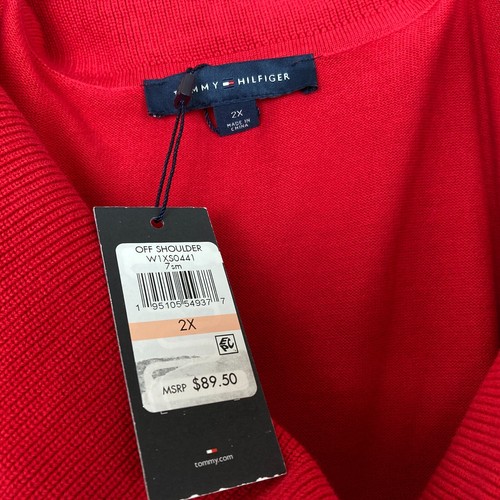 TOMMY HILFIGER
2X
MADE IN
CHINA
OFF SHOULDER
W1XS0441
7sm
1 95105 54937 7
2X
MSRP $89.50
tommy.com